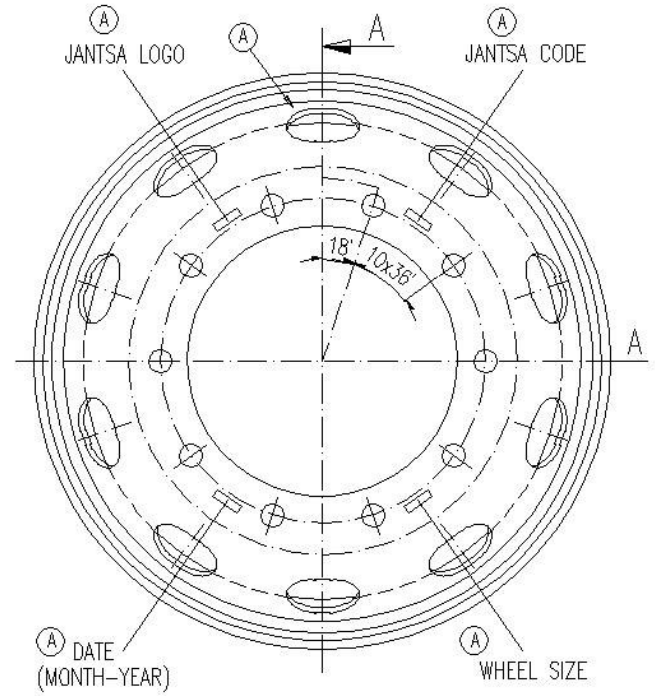 A
JANTSA LOGO
A
A
A
JANTSA CODE
18'
10x36'
A
A
DATE
(MONTH-YEAR)
A
WHEEL SIZE